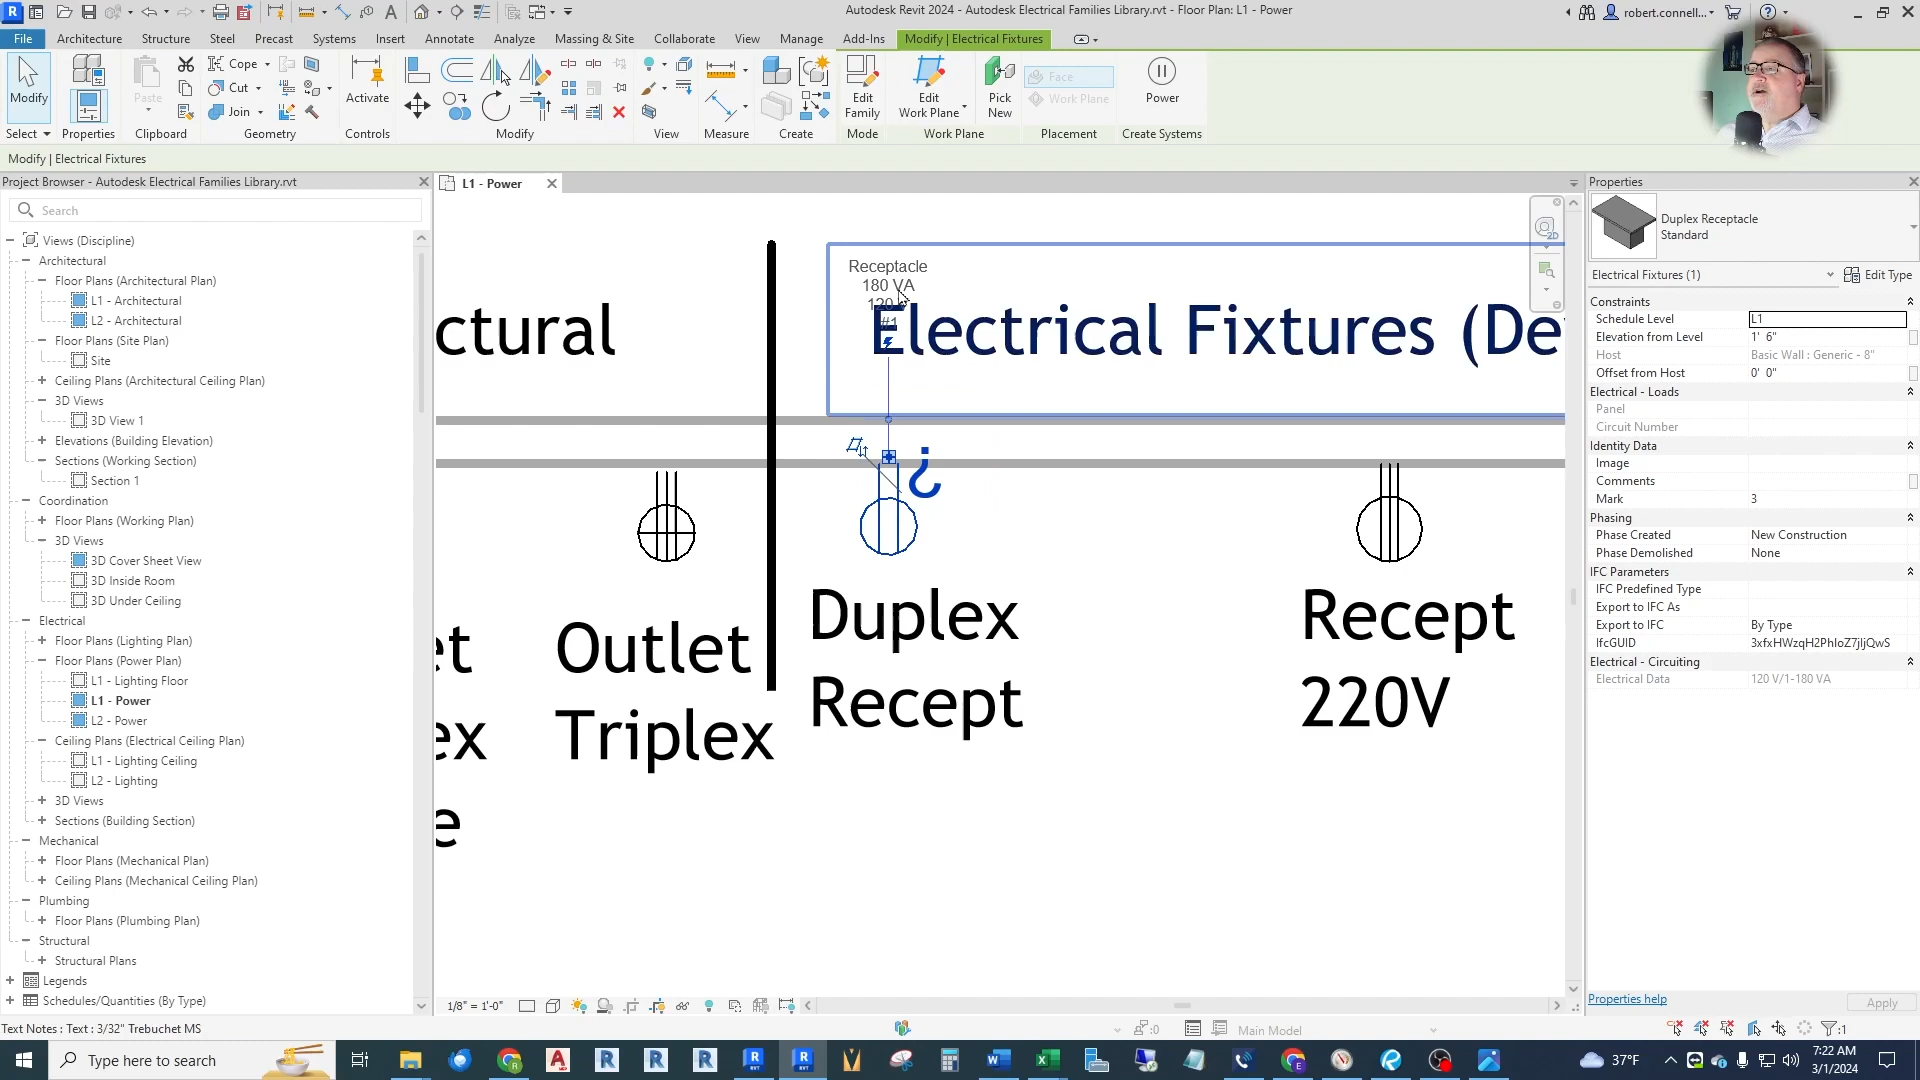 Autodesk Revit 2024 - Autodesk Electrical Families Library.rvt - Floor Plan: L1 - Power
robert.connell...
File
Architecture
Structure
Steel
Precast
Systems
Insert
Annotate
Analyze
Massing & Site
Collaborate
View
Manage
Add-Ins
Modify | Electrical Fixtures
Modify
Paste
Cope
Cut
Join
Activate
Edit
Family
Edit
Work Plane
Pick
New
Face
Work Plane
Power
Select
Properties
Clipboard
Geometry
Controls
Modify
View
Measure
Create
Mode
Work Plane
Placement
Create Systems
Modify | Electrical Fixtures
Project Browser - Autodesk Electrical Families Library.rvt
Search
Views (Discipline)
Architectural
Floor Plans (Architectural Plan)
L1 - Architectural
L2 - Architectural
Floor Plans (Site Plan)
Site
Ceiling Plans (Architectural Ceiling Plan)
3D Views
3D View 1
Elevations (Building Elevation)
Sections (Working Section)
Section 1
Coordination
Floor Plans (Working Plan)
3D Views
3D Cover Sheet View
3D Inside Room
3D Under Ceiling
Electrical
Floor Plans (Lighting Plan)
Floor Plans (Power Plan)
L1 - Lighting Floor
L1 - Power
L2 - Power
Ceiling Plans (Electrical Ceiling Plan)
L1 - Lighting Ceiling
L2 - Lighting
3D Views
Sections (Building Section)
Mechanical
Floor Plans (Mechanical Plan)
Ceiling Plans (Mechanical Ceiling Plan)
Plumbing
Floor Plans (Plumbing Plan)
Structural
Structural Plans
Legends
Schedules/Quantities (By Type)
L1 - Power
2D
Receptacle
180 VA
120
#1
ctural
Electrical Fixtures (De
¿
et
ex
e
Outlet
Triplex
Duplex
Recept
Recept
220V
1/8" = 1'-0"
Properties
Duplex Receptacle
Standard
Electrical Fixtures (1)
Edit Type
Constraints
Schedule Level L1
Elevation from Level 1' 6"
Host Basic Wall : Generic - 8"
Offset from Host 0' 0"
Electrical - Loads
Panel
Circuit Number
Identity Data
Image
Comments
Mark 3
Phasing
Phase Created New Construction
Phase Demolished None
IFC Parameters
IFC Predefined Type
Export to IFC As
Export to IFC By Type
IfcGUID 3xfxHWzqH2PhIoZ7jIjQwS
Electrical - Circuiting
Electrical Data 120 V/1-180 VA
Properties help
Apply
Text Notes : Text : 3/32" Trebuchet MS
:0
Main Model
:1
Type here to search
37°F
7:22 AM
3/1/2024